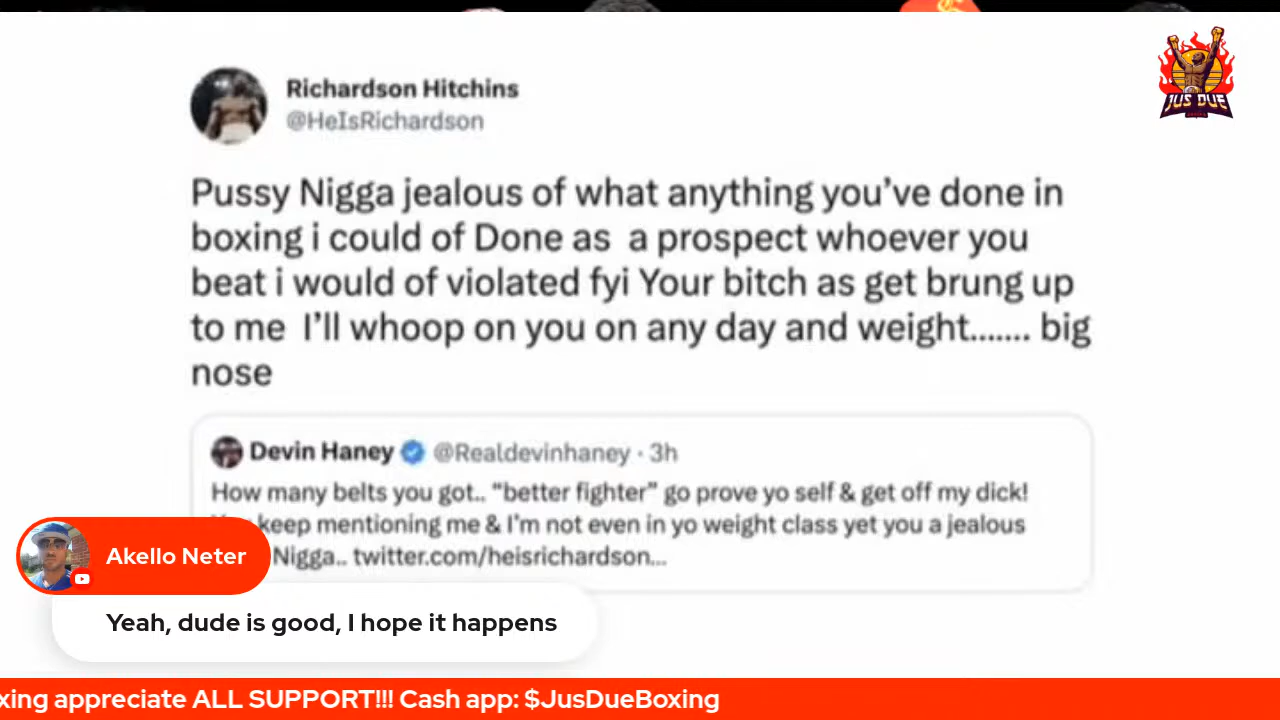 JUS DUE
Richardson Hitchins
@HeIsRichardson
Pussy Nigga jealous of what anything you've done in
boxing i could of Done as a prospect whoever you
beat i would of violated fyi Your bitch as get brung up
to me I'll whoop on you on any day and weight....... big
nose
Devin Haney @Realdevinhaney · 3h
How many belts you got.. "better fighter" go prove yo self & get off my dick!
keep mentioning me & I'm not even in yo weight class yet you a jealous
Nigga.. twitter.com/heisrichardson...
Akello Neter
Yeah, dude is good, I hope it happens
xing appreciate ALL SUPPORT!!! Cash app: $JusDueBoxing